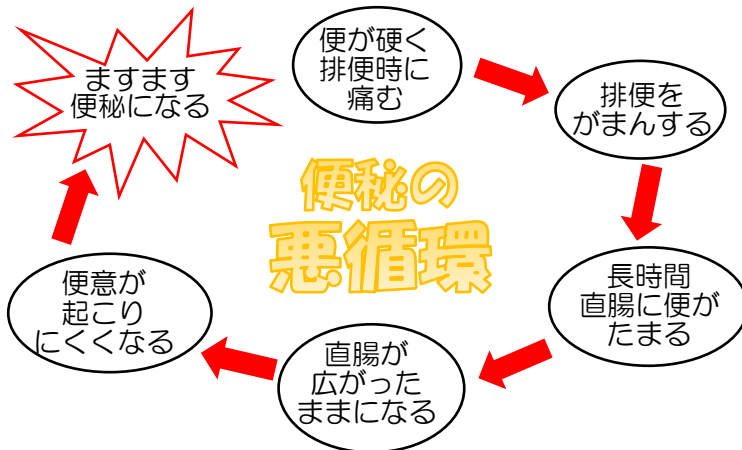 便が硬く
排便時に
痛む
排便を
がまんする
長時間
直腸に便が
たまる
直腸が
広がった
ままになる
便意が
起こり
にくくなる
ますます
便秘になる
便秘の
悪循環